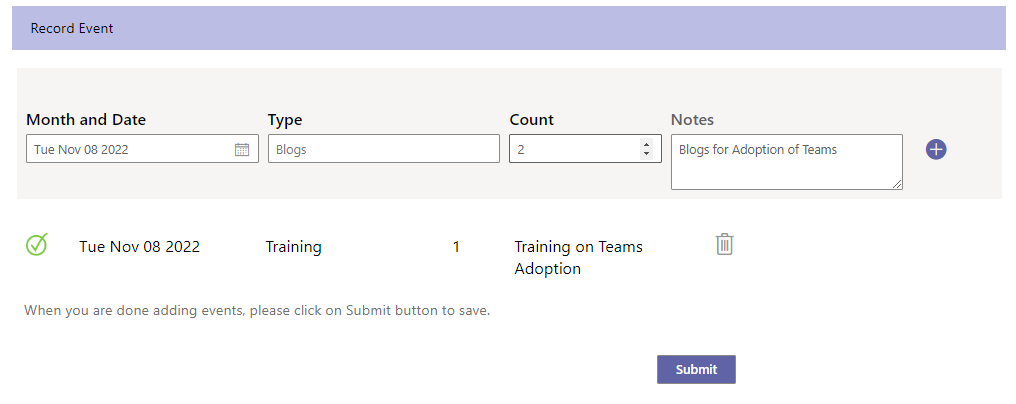 Record Event
Month and Date Type Count Notes
Tue Nov 08 2022 Blogs 2 Blogs for Adoption of Teams
Tue Nov 08 2022 Training 1 Training on Teams
Adoption
When you are done adding events, please click on Submit button to save.
Submit